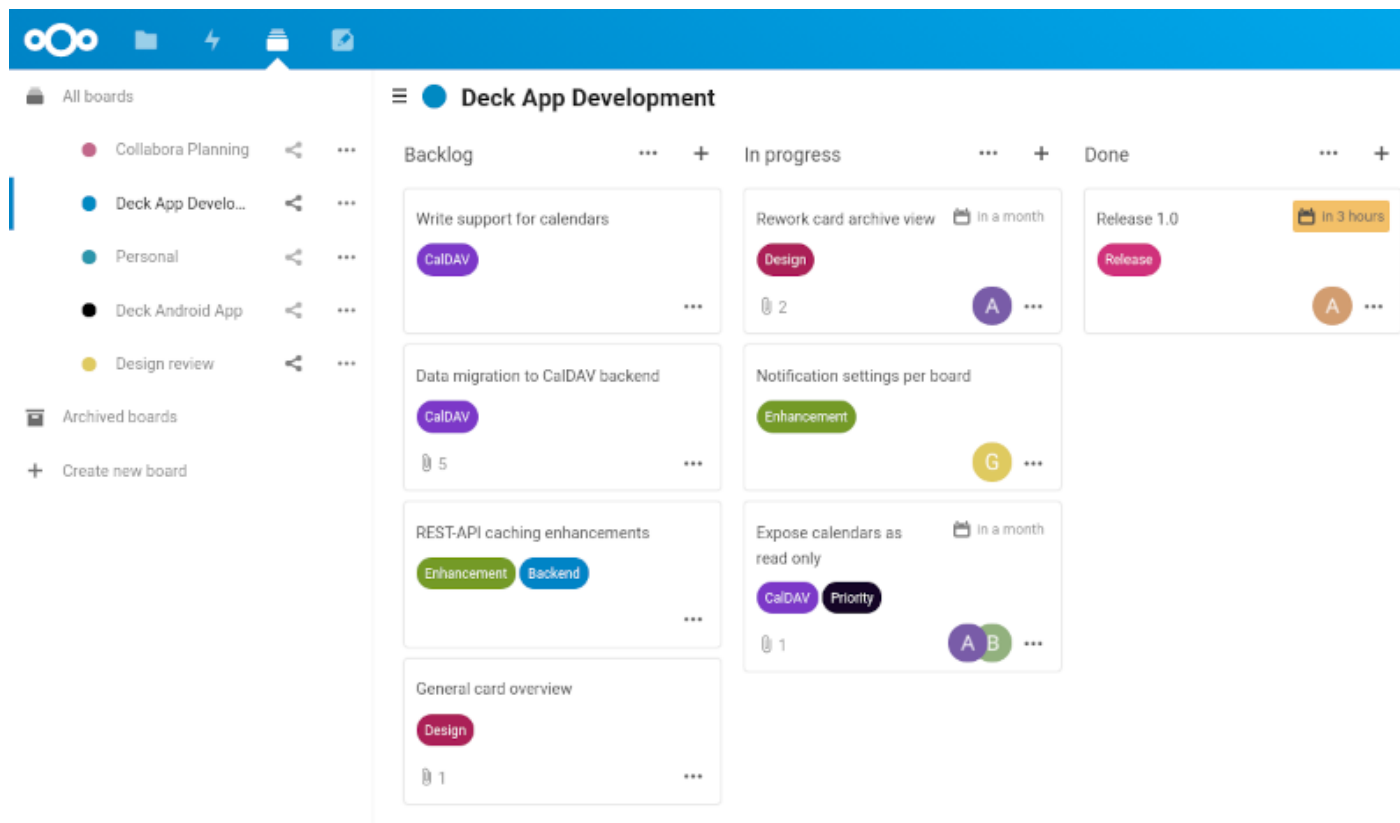 All boards
Collabora Planning
Deck App Develo...
Personal
Deck Android App
Design review
Archived boards
Create new board
Deck App Development
Backlog
Write support for calendars
CalDAV
Data migration to CalDAV backend
CalDAV
5
REST-API caching enhancements
Enhancement Backend
General card overview
Design
1
In progress
Rework card archive view in a month
Design
2 A
Notification settings per board
Enhancement
G
Expose calendars as in a month
read only
CalDAV Priority
1 A B
Done
Release 1.0 in 3 hours
Release
A